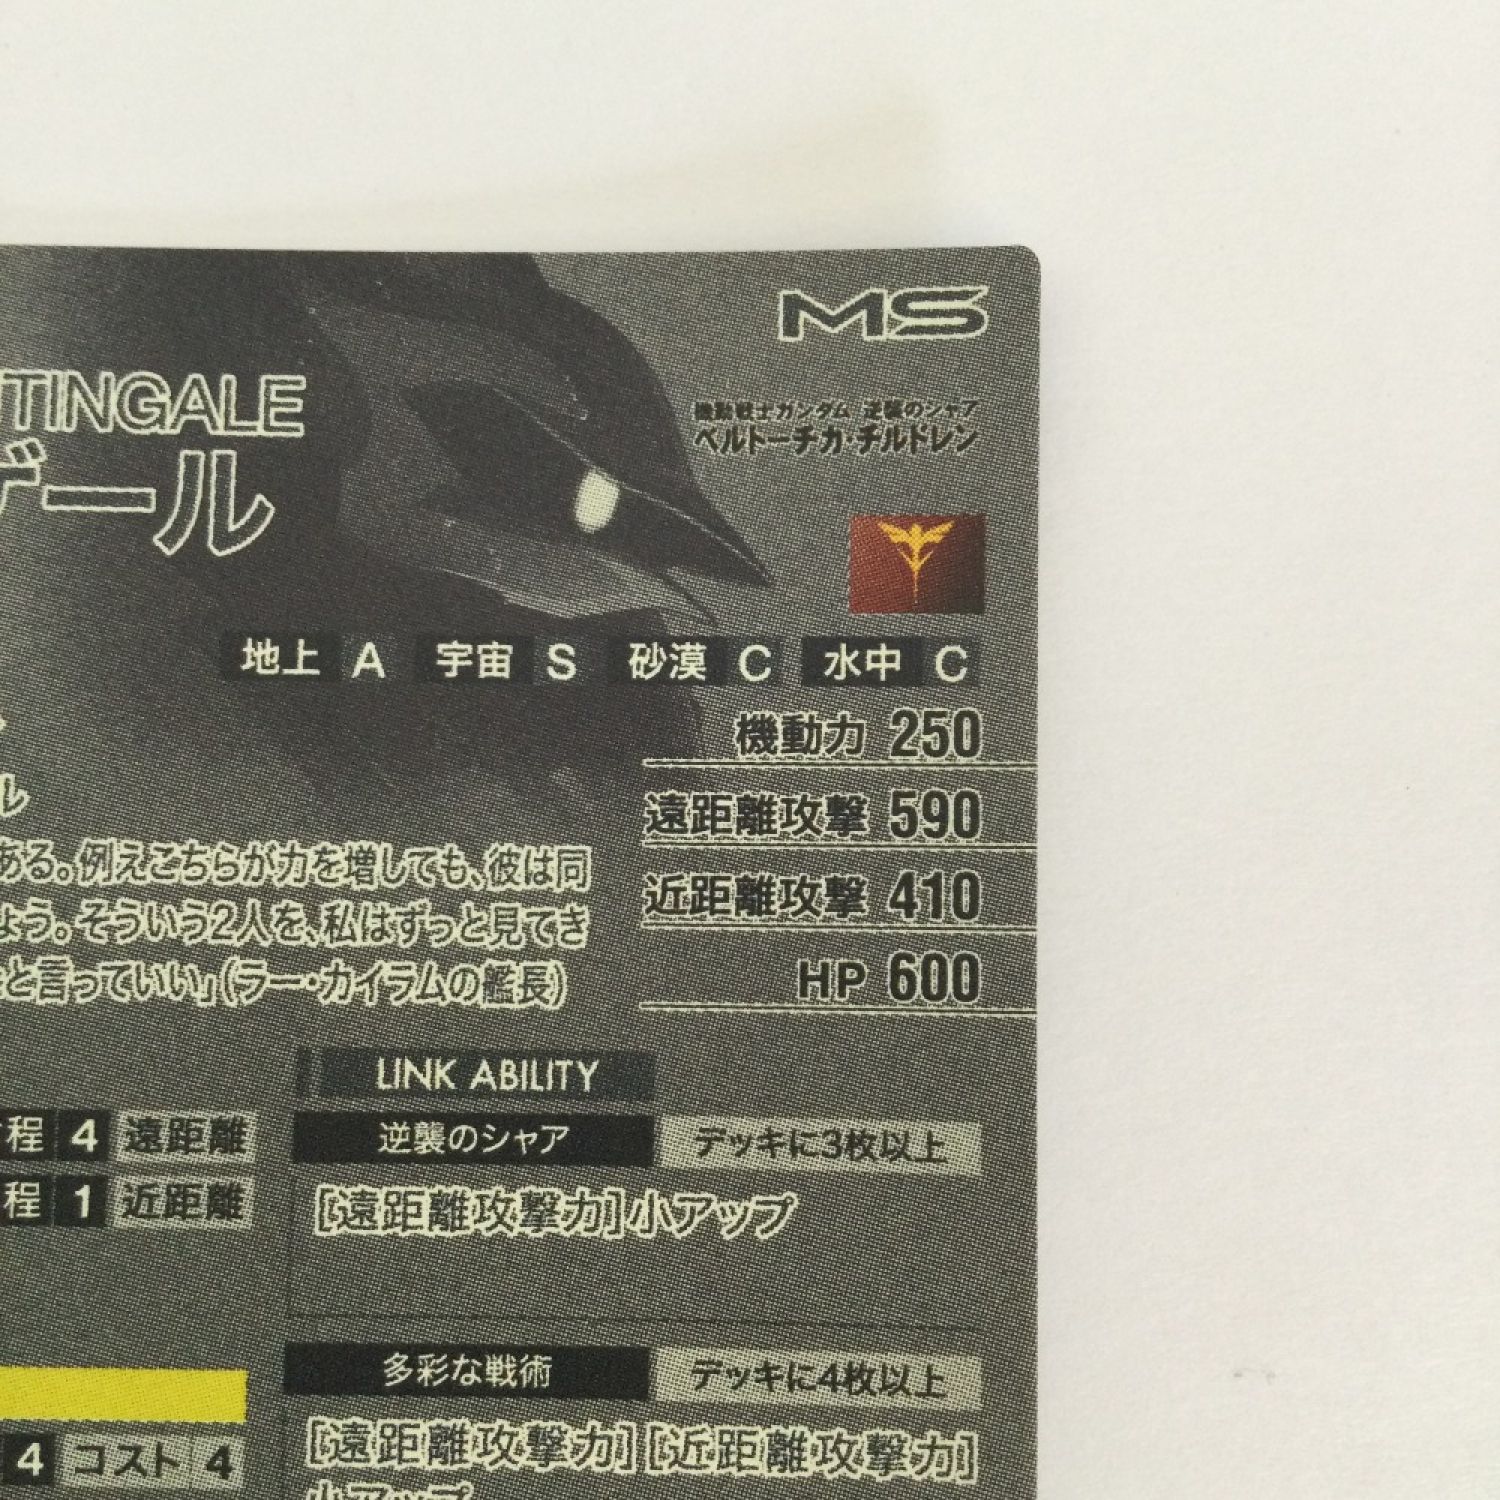 MS
機動戦士ガンダム 逆襲のシャア
ベルトーチカ・チルドレン
TINGALE
ゲール
地上 A 宇宙 S 砂漠 C 水中 C
機動力 250
遠距離攻撃 590
近距離攻撃 410
HP 600
ル
ある。例えこちらが力を増しても、彼は同
ょう。そういう2人を、私はずっと見てき
と言っていい」(ラー・カイラムの艦長)
程 4 遠距離
程 1 近距離
LINK ABILITY
逆襲のシャア デッキに3枚以上
[遠距離攻撃力]小アップ
多彩な戦術 デッキに4枚以上
[遠距離攻撃力][近距離攻撃力]
小アップ
4 コスト 4